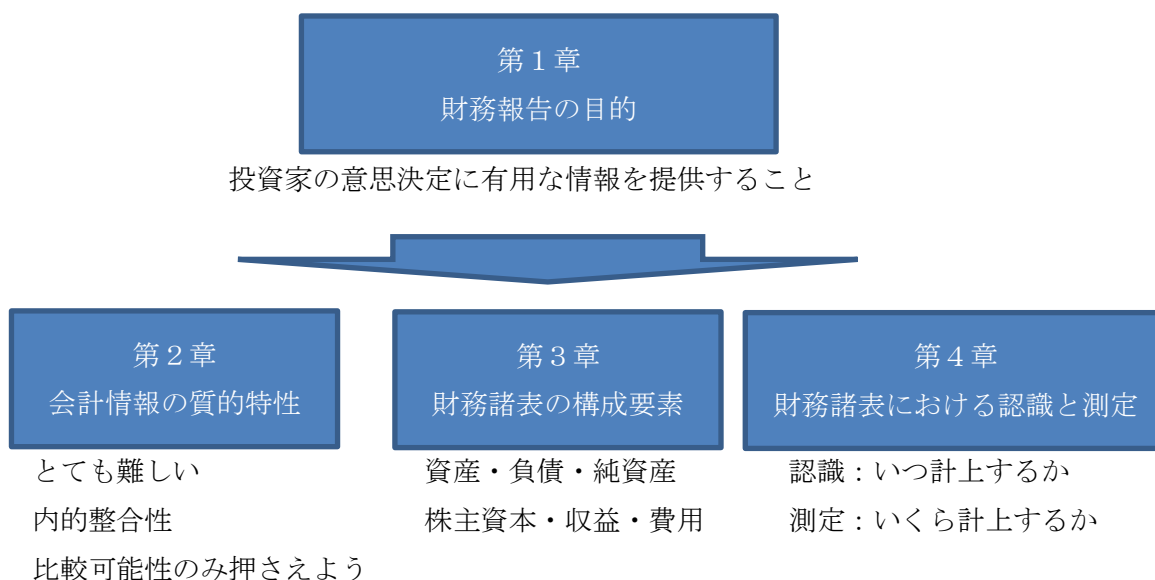 第１章
財務報告の目的
投資家の意思決定に有用な情報を提供すること
第２章
会計情報の質的特性
とても難しい
内的整合性
比較可能性のみ押さえよう
第３章
財務諸表の構成要素
資産・負債・純資産
株主資本・収益・費用
第４章
財務諸表における認識と測定
認識：いつ計上するか
測定：いくら計上するか